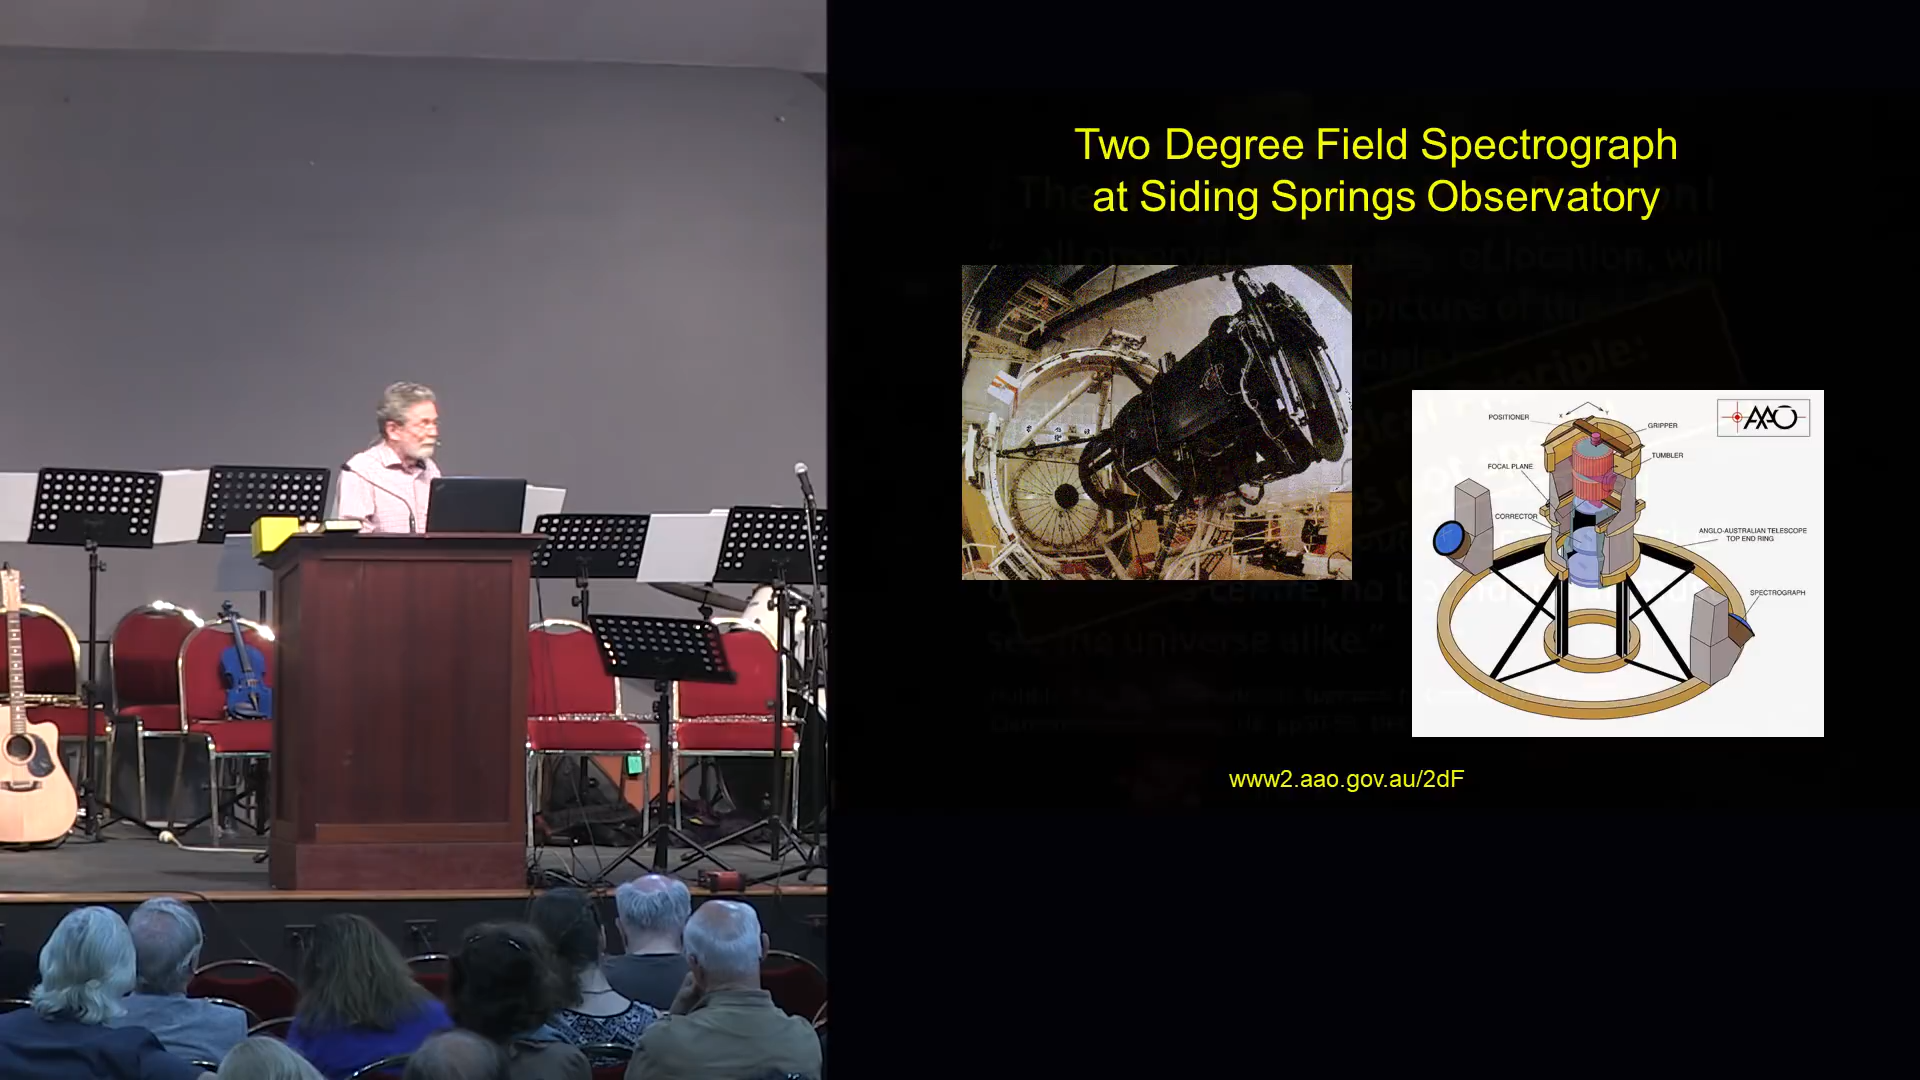 Two Degree Field Spectrograph
at Siding Springs Observatory
POSITIONER
X
Y
GRIPPER
AAO
TUMBLER
FOCAL PLANE
CORRECTOR
ANGLO-AUSTRALIAN TELESCOPE
TOP END RING
SPECTROGRAPH
www2.aao.gov.au/2dF